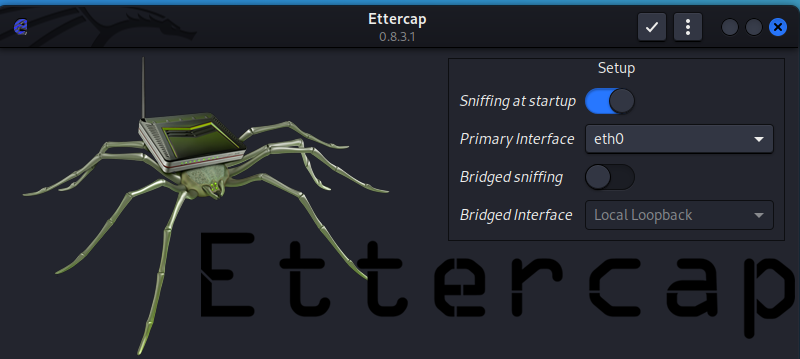 Ettercap
0.8.3.1
Setup
Sniffing at startup
Primary Interface eth0
Bridged sniffing
Bridged Interface Local Loopback
Ettercap